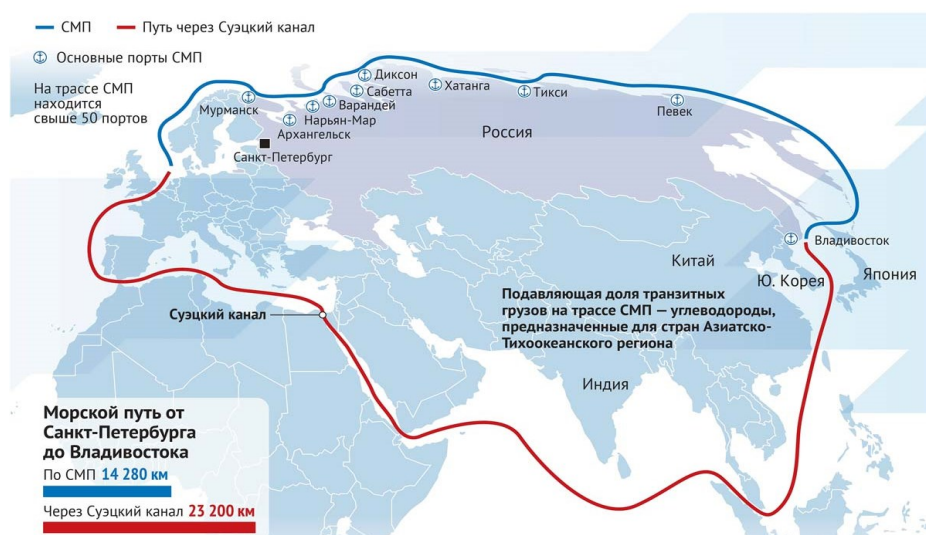 СМП
Путь через Суэцкий канал
Основные порты СМП
На трассе СМП
находится
свыше 50 портов
Диксон
Сабетта
Хатанга
Тикси
Варандей
Мурманск
Нарьян-Мар
Архангельск
Певек
Россия
Санкт-Петербург
Владивосток
Китай
Япония
Ю. Корея
Подавляющая доля транзитных
грузов на трассе СМП — углеводороды,
предназначенные для стран Азиатско-
Тихоокеанского региона
Суэцкий канал
Индия
Морской путь от
Санкт-Петербурга
до Владивостока
По СМП 14 280 км
Через Суэцкий канал 23 200 км